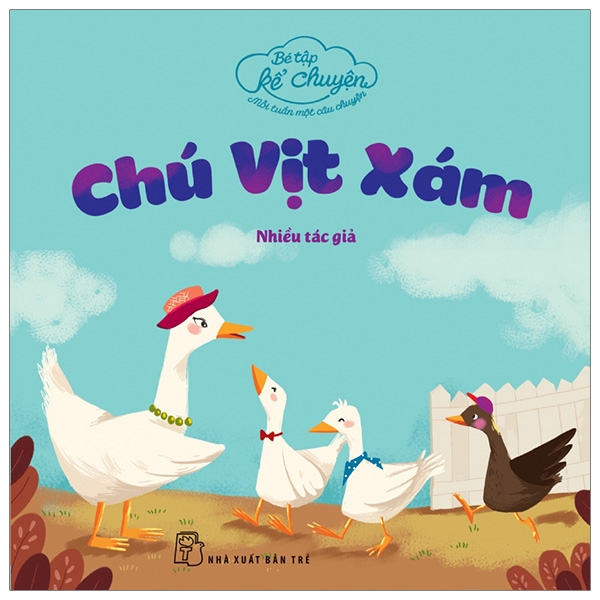 Bé tập
kể chuyện
Mỗi tuần một câu chuyện
Chú Vịt Xám
Nhiều tác giả
NHÀ XUẤT BẢN TRẺ